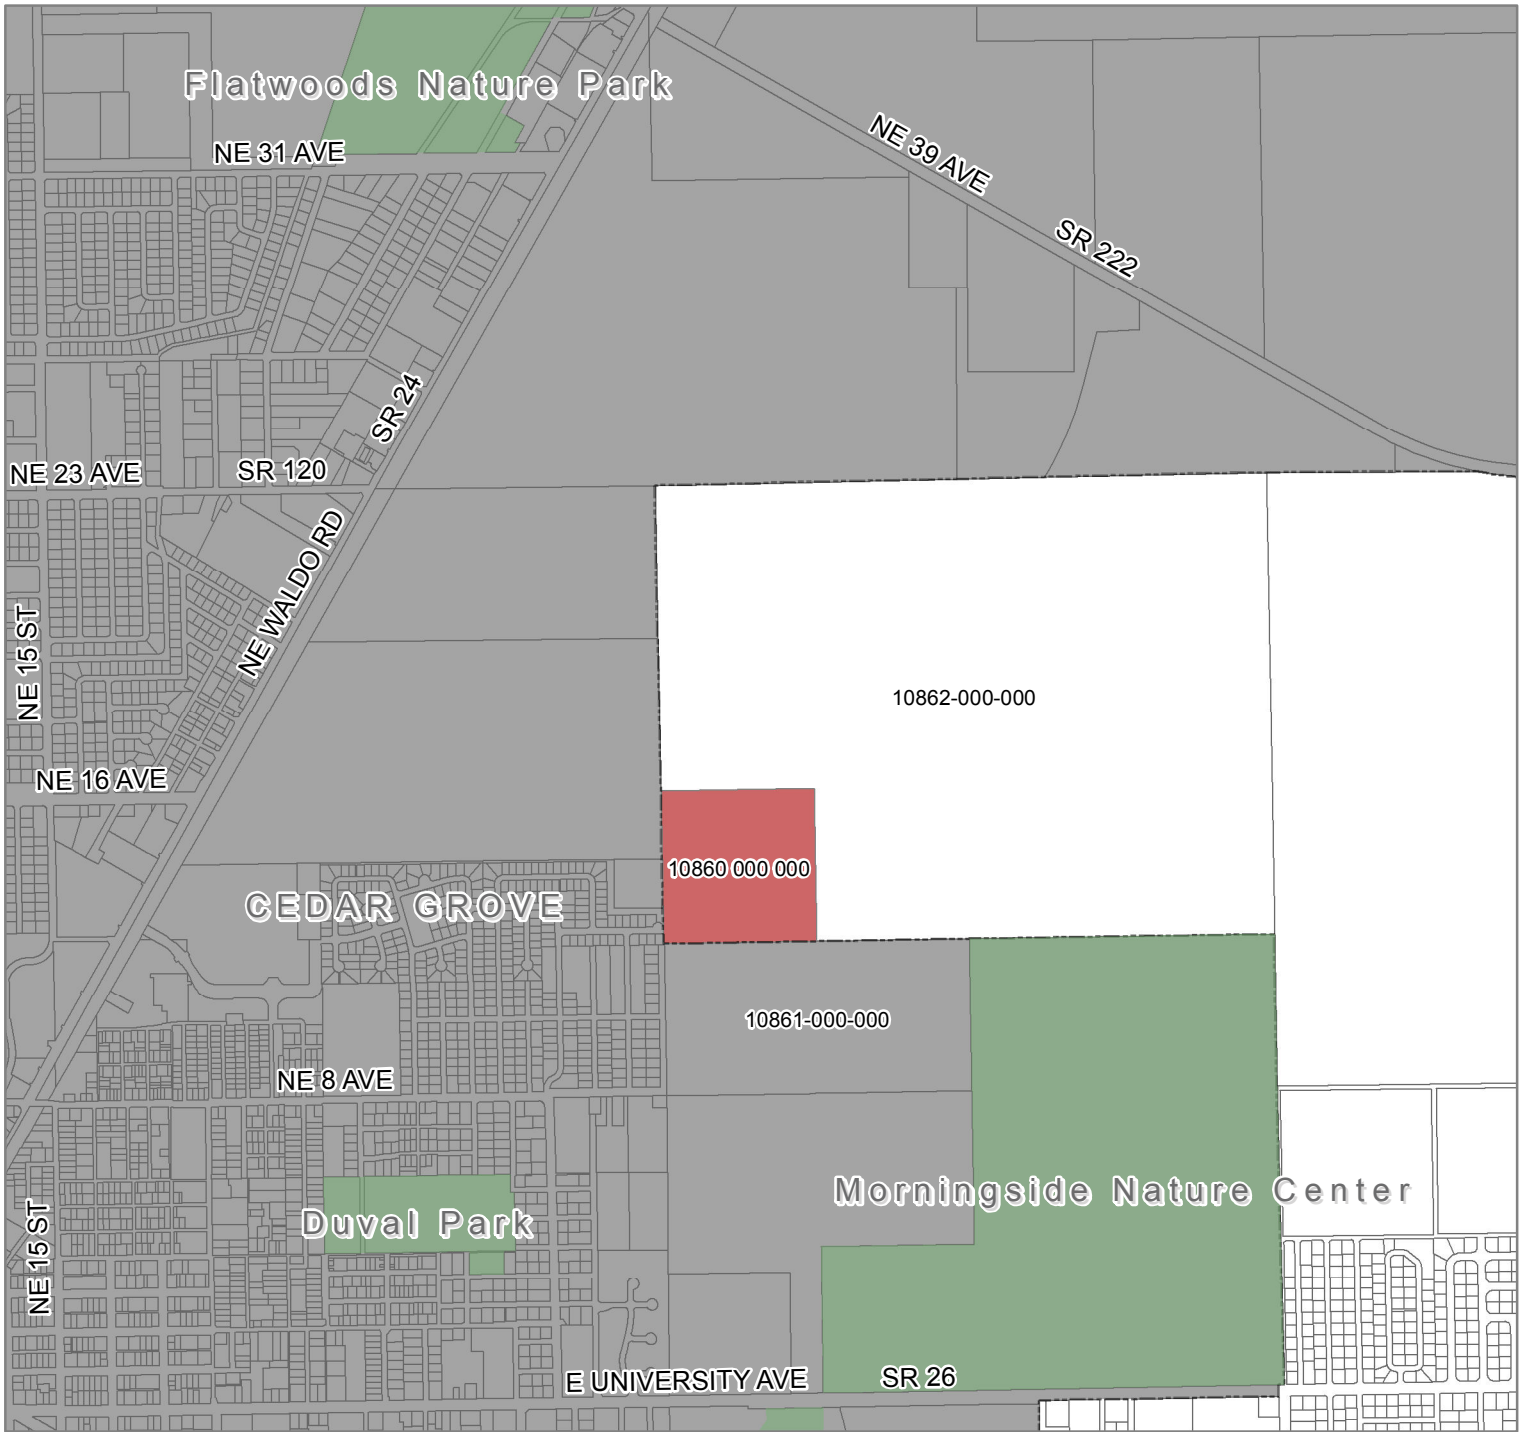 Flatwoods Nature Park
NE 31 AVE
NE 39 AVE
SR 222
SR 24
NE 23 AVE
SR 120
NE WALDO RD
NE 15 ST
10862-000-000
NE 16 AVE
10860 000 000
CEDAR GROVE
10861-000-000
NE 8 AVE
Morningside Nature Center
Duval Park
NE 15 ST
E UNIVERSITY AVE
SR 26